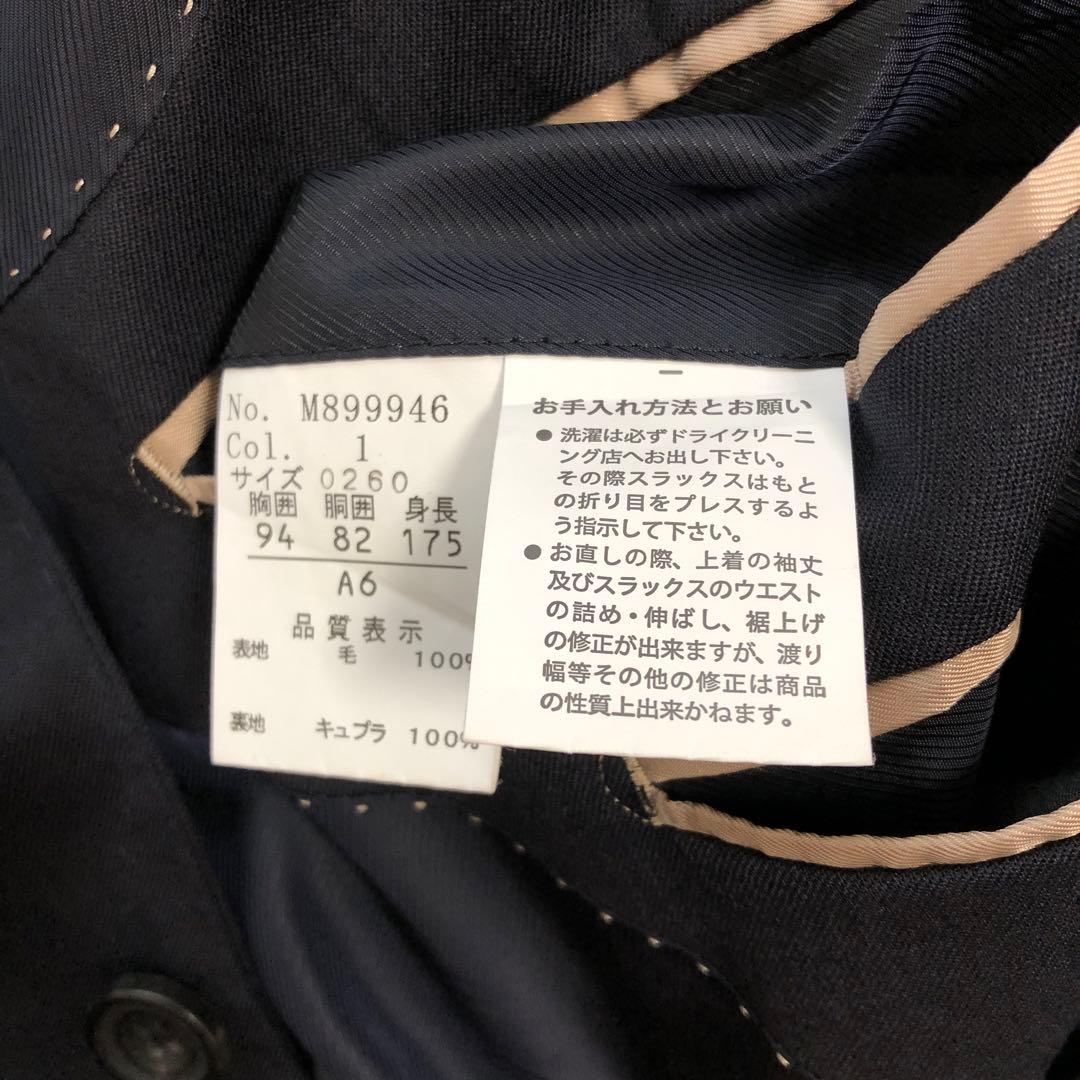 No. M899946
Col. 1
サイズ 0260
胸囲 胴囲 身長
94 82 175
A6
品質表示
表地 毛 100%
裏地 キュプラ 100%
お手入れ方法とお願い
● 洗濯は必ずドライクリーニ
ング店へお出し下さい。
その際スラックスはもと
の折り目をプレスするよ
う指示して下さい。
● お直しの際、上着の袖丈
及びスラックスのウエスト
の詰め・伸ばし、裾上げ
の修正が出来ますが、渡り
幅等その他の修正は商品
の性質上出来かねます。